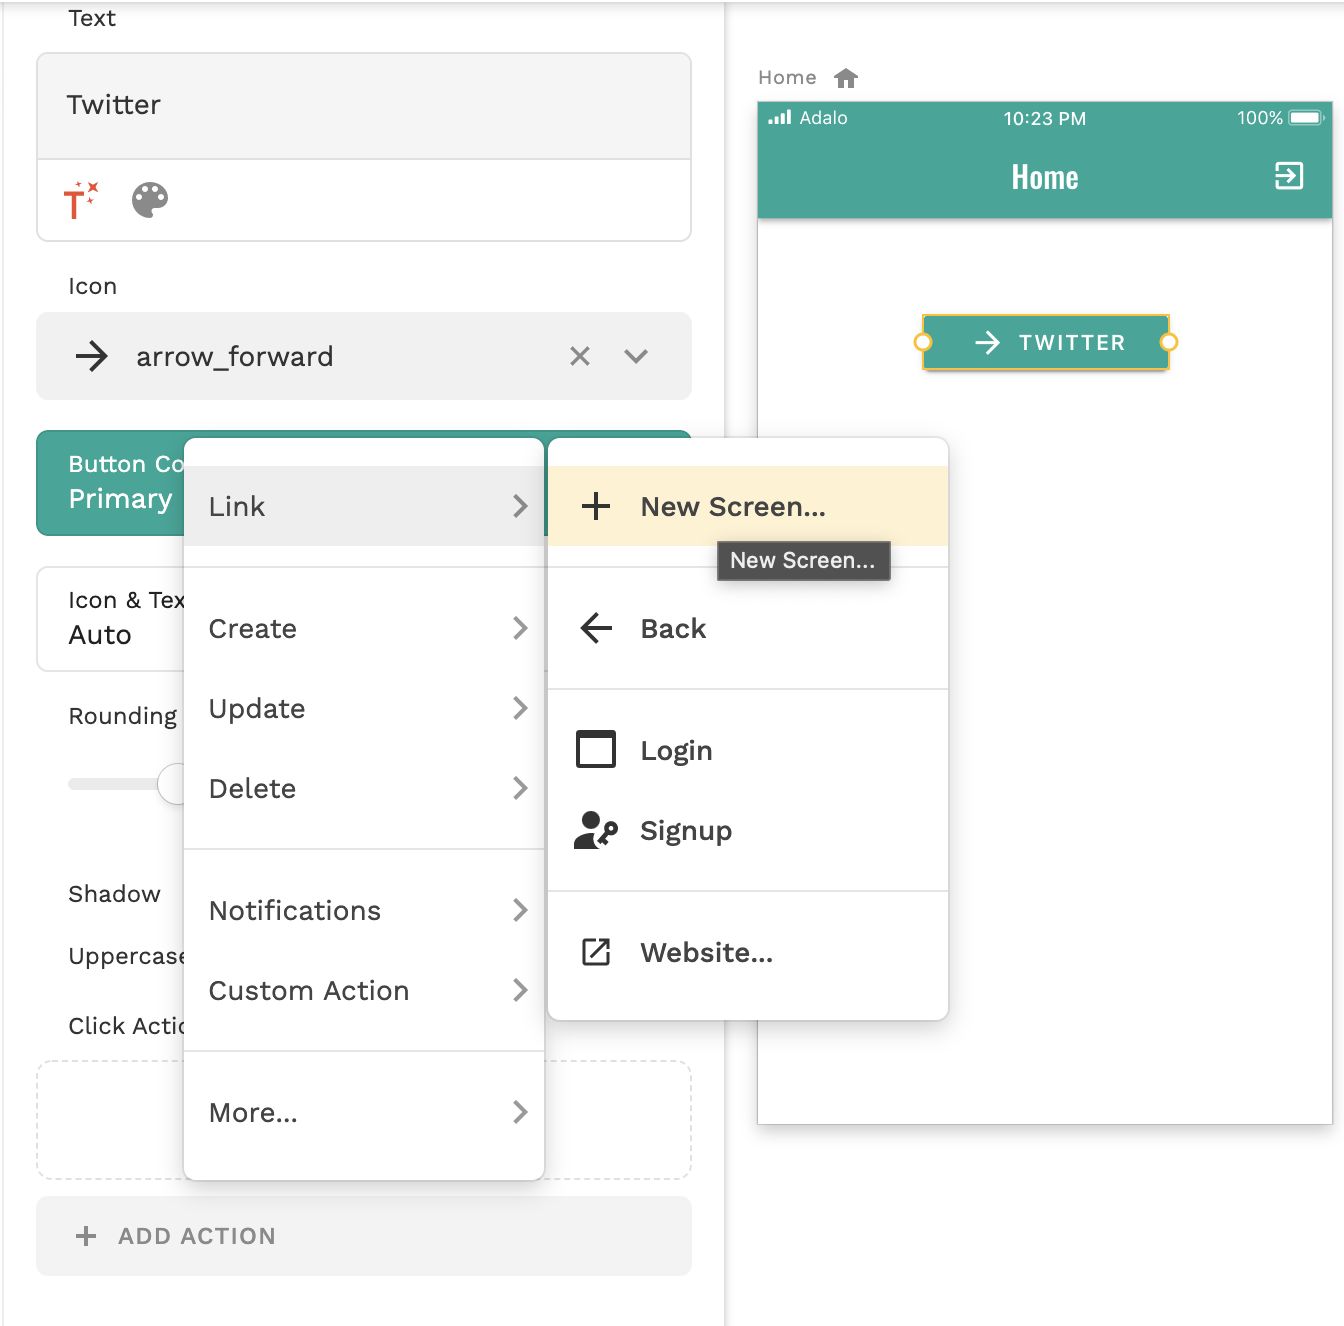 Text
Twitter
Icon
arrow_forward
Button Co
Primary
Icon & Tex
Auto
Rounding
Shadow
Uppercase
Click Actio
ADD ACTION
Link
Create
Update
Delete
Notifications
Custom Action
More...
New Screen...
New Screen...
Back
Login
Signup
Website...
Home
Adalo
10:23 PM
100%
Home
TWITTER